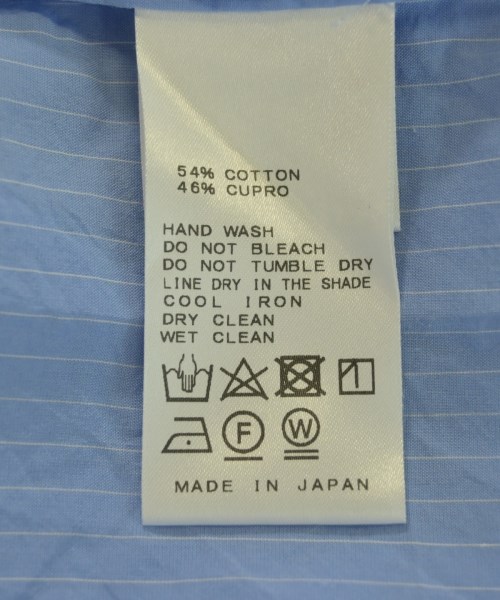 54% COTTON
46% CUPRO
HAND WASH
DO NOT BLEACH
DO NOT TUMBLE DRY
LINE DRY IN THE SHADE
COOL IRON
DRY CLEAN
WET CLEAN
F W
MADE IN JAPAN